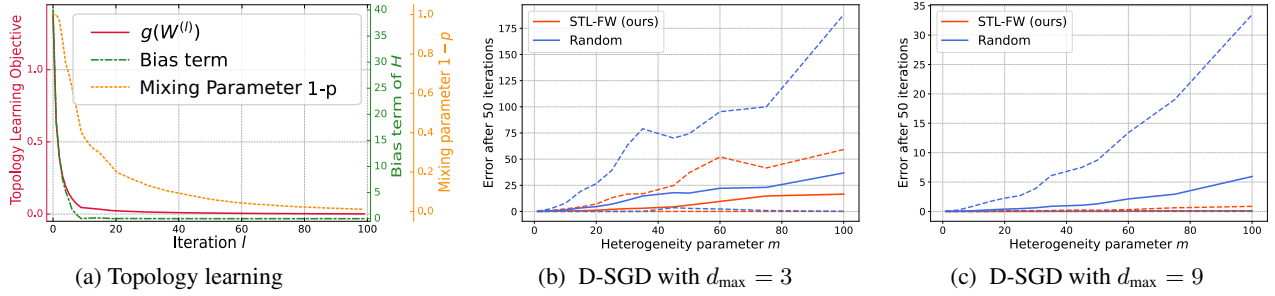 Topology Learning Objective
1.0
0.5
0.0
g(W^(l))
Bias term
Mixing Parameter 1-p
0 20 40 60 80 100
Iteration l
40
35
30
25
20
15
10
5
0
Bias term of H
1.0
0.8
0.6
0.4
0.2
0.0
Mixing parameter 1 − p
(a) Topology learning
Error after 50 iterations
175
150
125
100
75
50
25
0
STL-FW (ours)
Random
0 20 40 60 80 100
Heterogeneity parameter m
(b) D-SGD with d_max = 3
Error after 50 iterations
35
30
25
20
15
10
5
0
STL-FW (ours)
Random
0 20 40 60 80 100
Heterogeneity parameter m
(c) D-SGD with d_max = 9